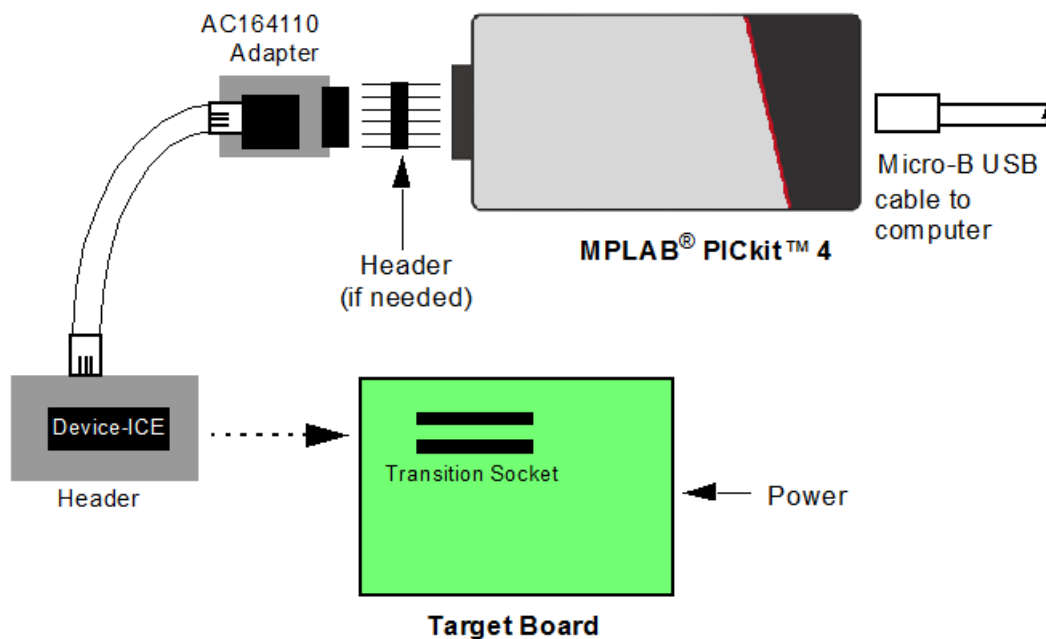 AC164110
Adapter
Micro-B USB
cable to
computer
MPLAB® PICkit™ 4
Header
(if needed)
Device-ICE
Header
Transition Socket
Power
Target Board